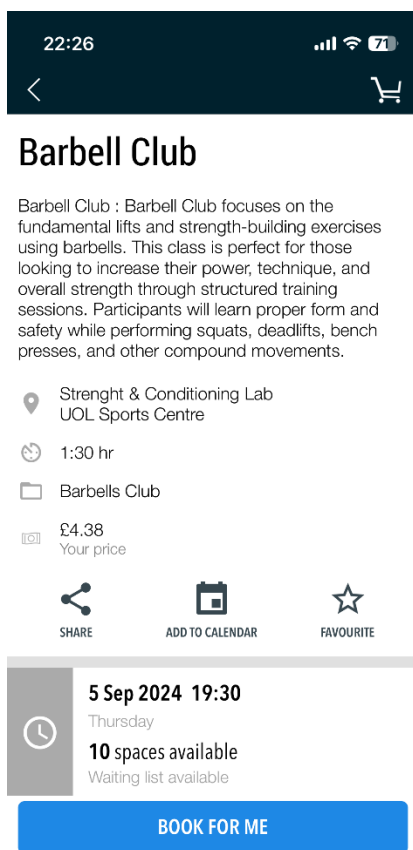 22:26
71
Barbell Club
Barbell Club : Barbell Club focuses on the
fundamental lifts and strength-building exercises
using barbells. This class is perfect for those
looking to increase their power, technique, and
overall strength through structured training
sessions. Participants will learn proper form and
safety while performing squats, deadlifts, bench
presses, and other compound movements.
Strenght & Conditioning Lab
UOL Sports Centre
1:30 hr
Barbells Club
£4.38
Your price
SHARE ADD TO CALENDAR FAVOURITE
5 Sep 2024 19:30
Thursday
10 spaces available
Waiting list available
BOOK FOR ME